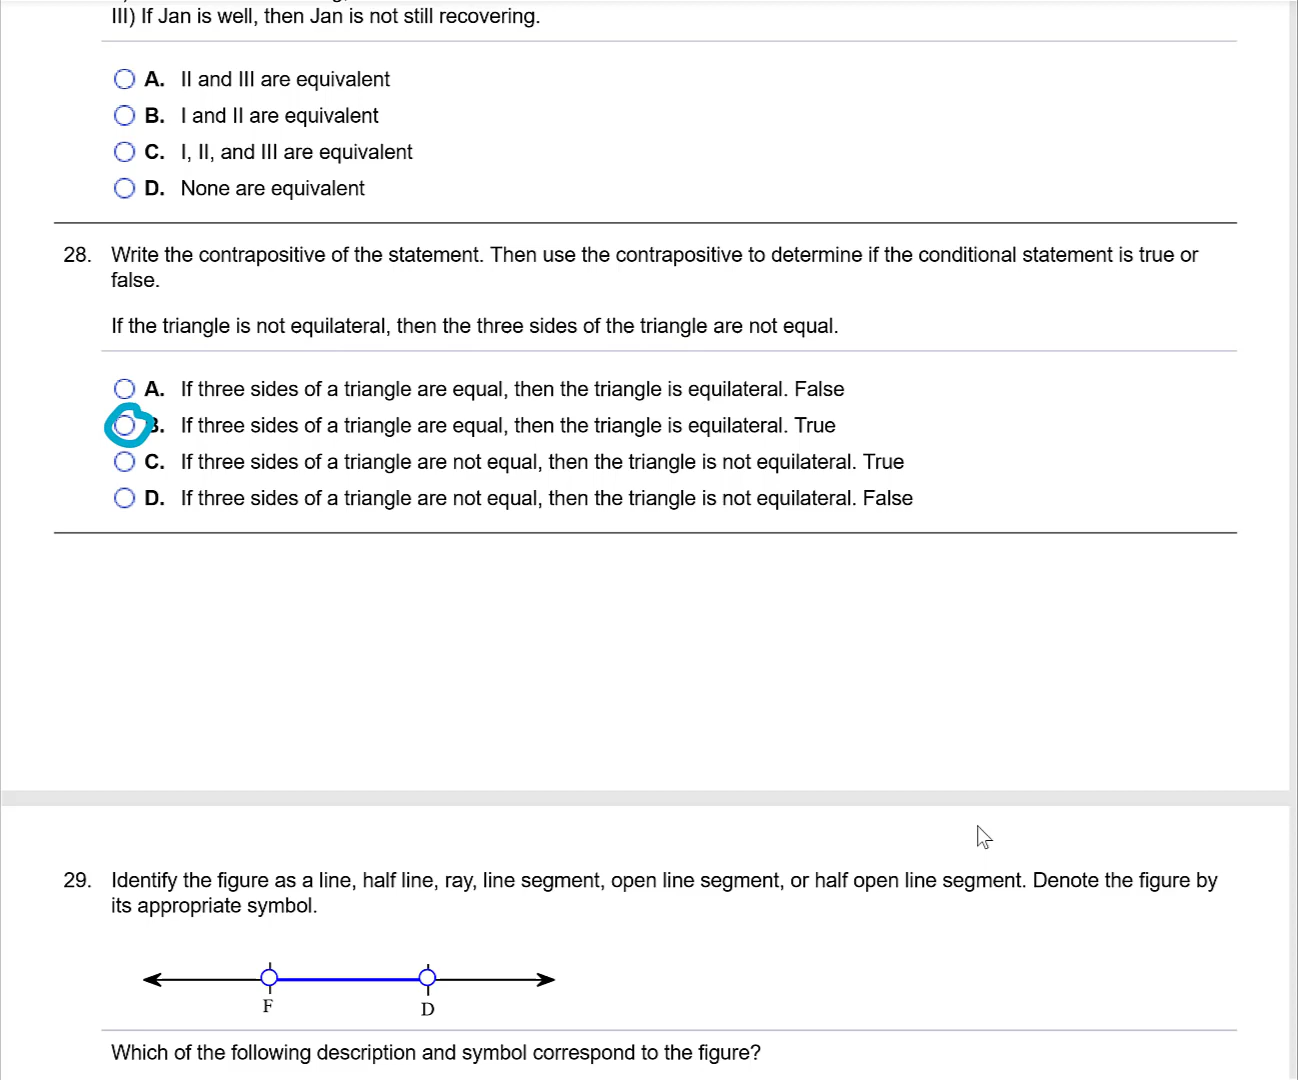 III) If Jan is well, then Jan is not still recovering.
A. II and III are equivalent
B. I and II are equivalent
C. I, II, and III are equivalent
D. None are equivalent
28. Write the contrapositive of the statement. Then use the contrapositive to determine if the conditional statement is true or
false.
If the triangle is not equilateral, then the three sides of the triangle are not equal.
A. If three sides of a triangle are equal, then the triangle is equilateral. False
B. If three sides of a triangle are equal, then the triangle is equilateral. True
C. If three sides of a triangle are not equal, then the triangle is not equilateral. True
D. If three sides of a triangle are not equal, then the triangle is not equilateral. False
29. Identify the figure as a line, half line, ray, line segment, open line segment, or half open line segment. Denote the figure by
its appropriate symbol.
F
D
Which of the following description and symbol correspond to the figure?